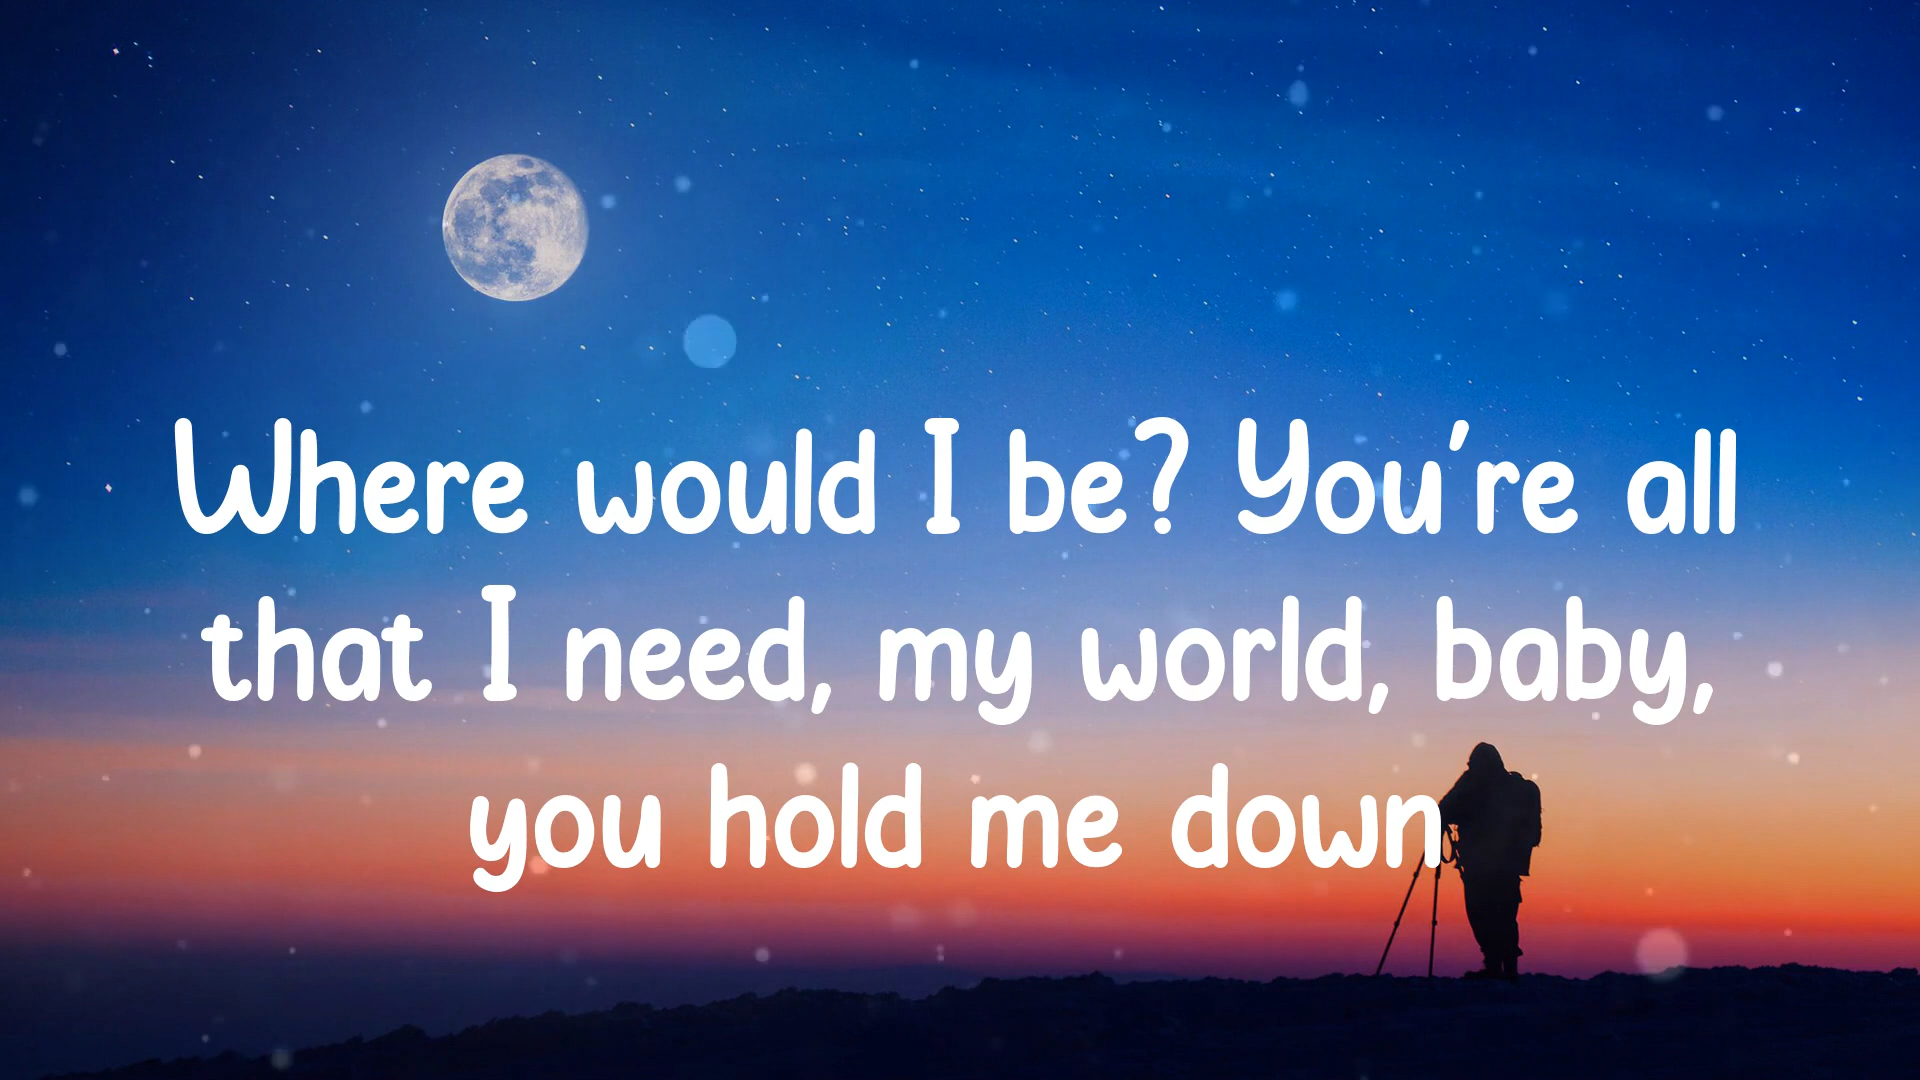 Where would I be? You're all
that I need, my world, baby,
you hold me down